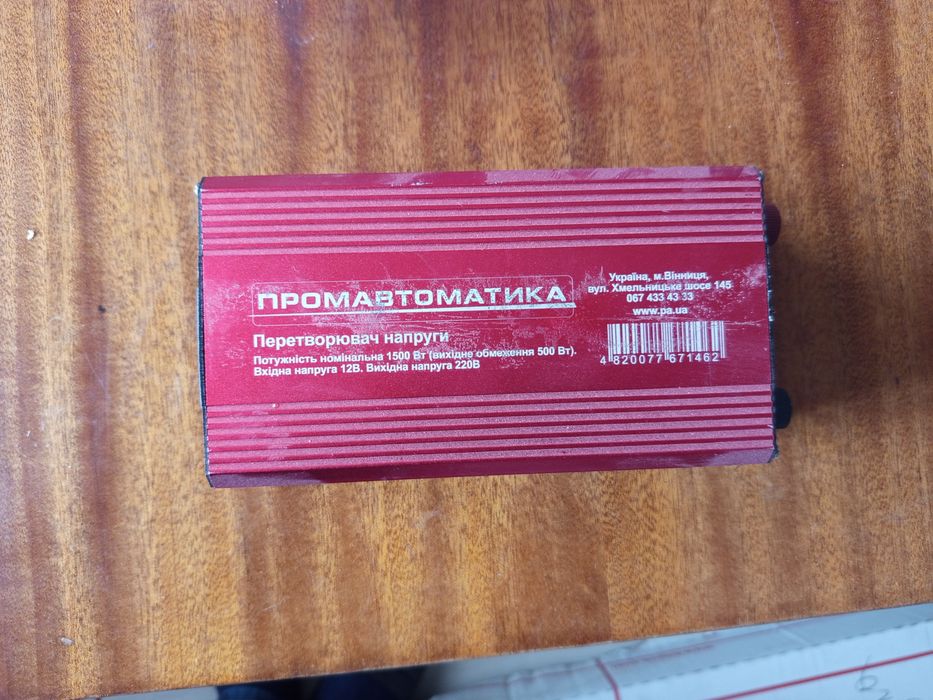 ПРОМАВТОМАТИКА
Перетворювач напруги
Потужність номінальна 1500 Вт (вихідне обмеження 500 Вт).
Вхідна напруга 12В. Вихідна напруга 220В
Україна, м.Вінниця,
вул. Хмельницьке шосе 145
067 433 43 33
www.pa.ua
4 820077 671462